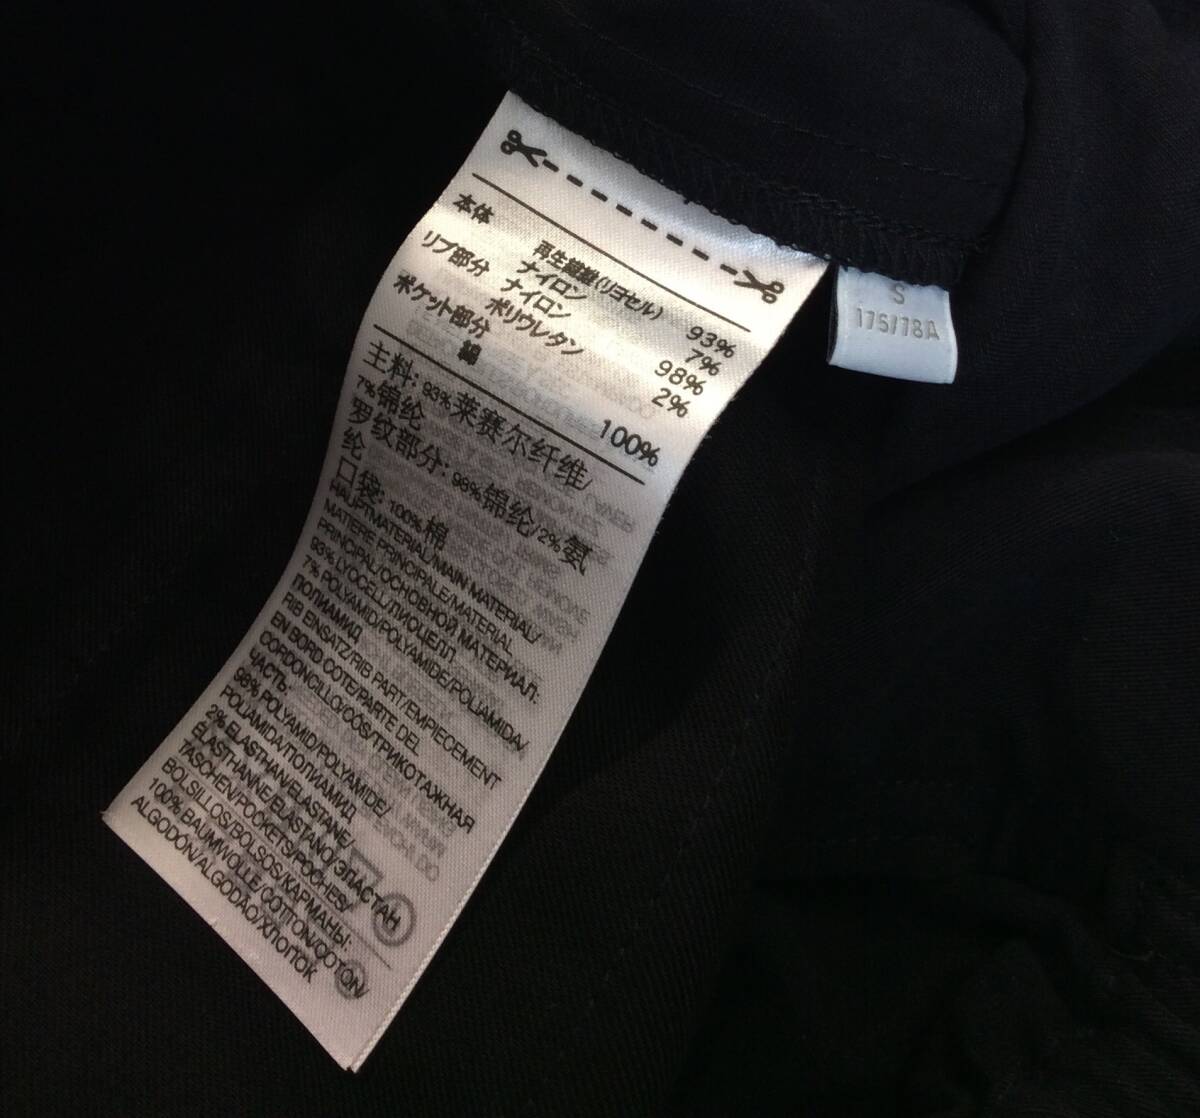 本体 再生繊維(リヨセル) 93%
ナイロン 7%
リブ部分 ナイロン 98%
ポリウレタン 2%
ポケット部分 綿 100%
主料: 93%莱赛尔纤维/
7%锦纶
罗纹部分: 98%锦纶/2%氨
纶
口袋: 100%棉
HAUPTMATERIAL/MAIN MATERIAL/
MATIERE PRINCIPALE/MATERIAL
PRINCIPAL/ОСНОВНОЙ МАТЕРИАЛ:
93% LYOCELL/ЛИОЦЕЛЛ
7% POLYAMID/POLYAMIDE/POLIAMIDA/
ПОЛИАМИД
RIB EINSATZ/RIB PART/EMPIECEMENT
EN BORD COTE/PARTE DEL
CORDONCILLO/CÓS/ТРИКОТАЖНАЯ
ЧАСТЬ:
98% POLYAMID/POLYAMIDE/
POLIAMIDA/ПОЛИАМИД
2% ELASTHAN/ELASTANE/
ÉLASTHANNE/ELASTANO/ЭЛАСТАН
TASCHEN/POCKETS/POCHES/
BOLSILLOS/BOLSOS/КАРМАНЫ:
100% BAUMWOLLE/COTTON/COTON/
ALGODÓN/ALGODÃO/ХЛОПОК
S
175/78A